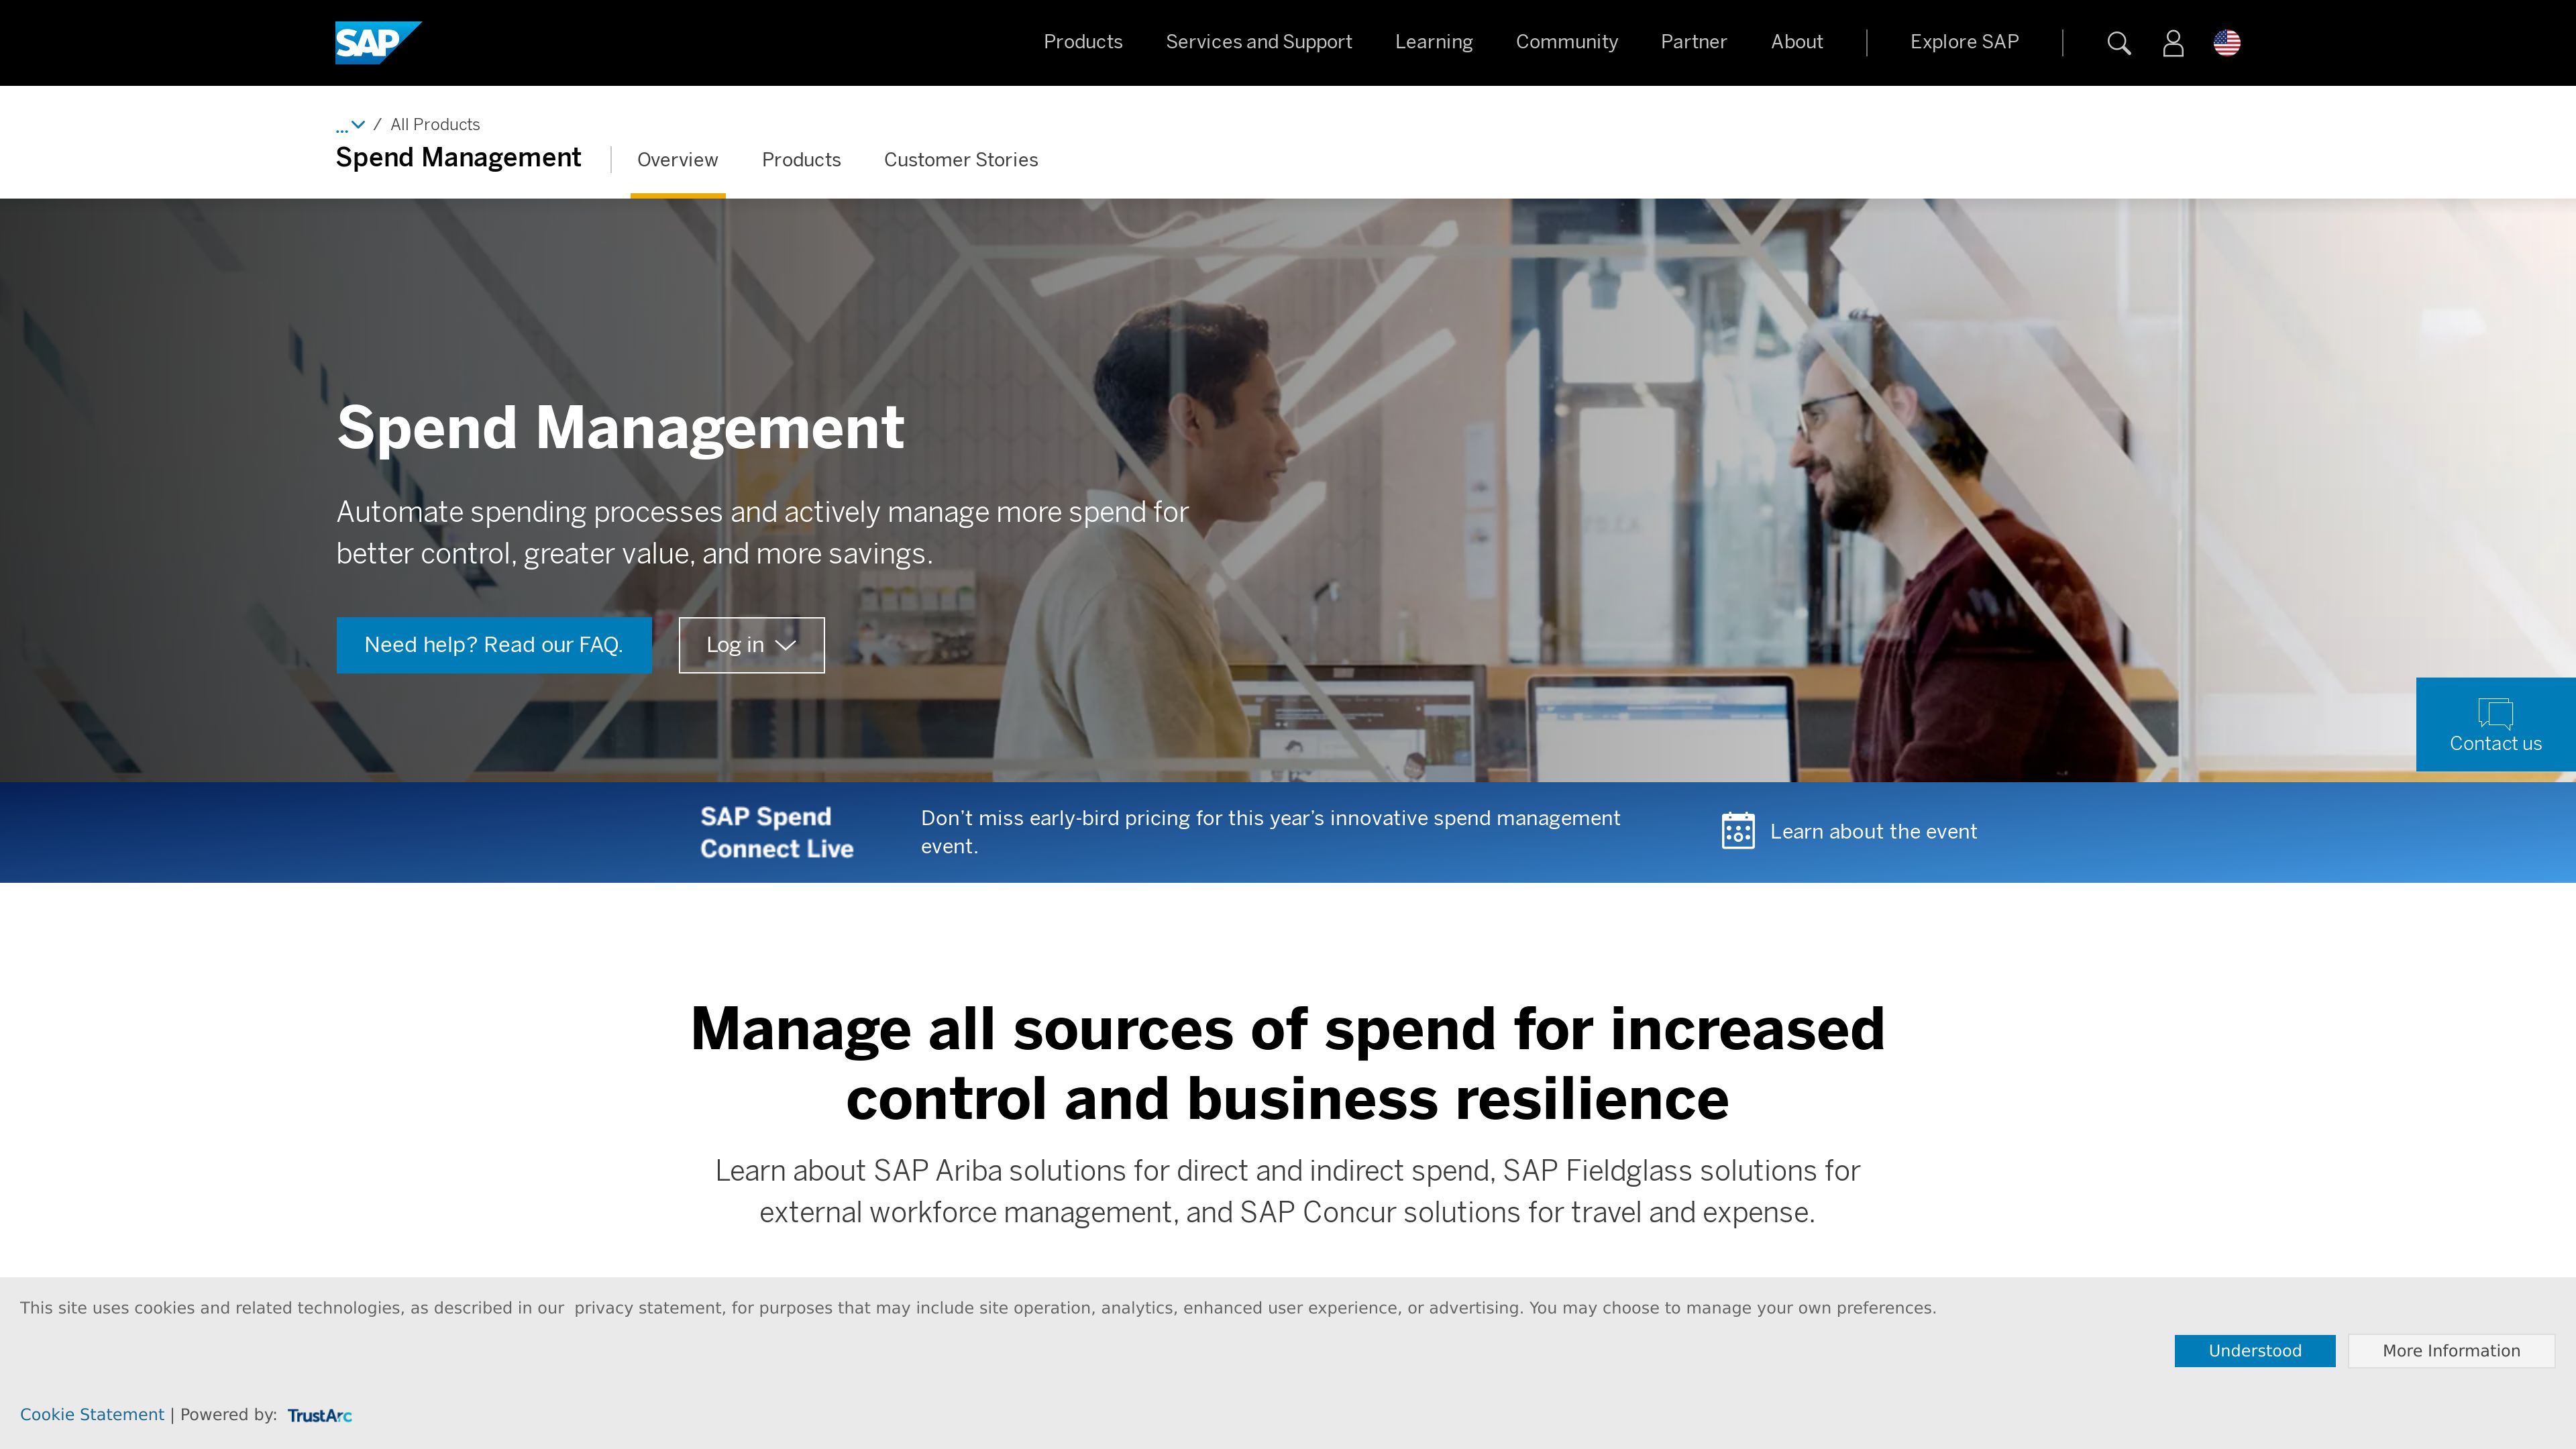 SAP
Products
Services and Support
Learning
Community
Partner
About
Explore SAP
... / All Products
Spend Management
Overview
Products
Customer Stories
Spend Management
Automate spending processes and actively manage more spend for
better control, greater value, and more savings.
Need help? Read our FAQ.
Log in
Contact us
SAP Spend
Connect Live
Don’t miss early-bird pricing for this year’s innovative spend management
event.
Learn about the event
Manage all sources of spend for increased
control and business resilience
Learn about SAP Ariba solutions for direct and indirect spend, SAP Fieldglass solutions for
external workforce management, and SAP Concur solutions for travel and expense.
This site uses cookies and related technologies, as described in our privacy statement, for purposes that may include site operation, analytics, enhanced user experience, or advertising. You may choose to manage your own preferences.
Understood
More Information
Cookie Statement | Powered by: TrustArc